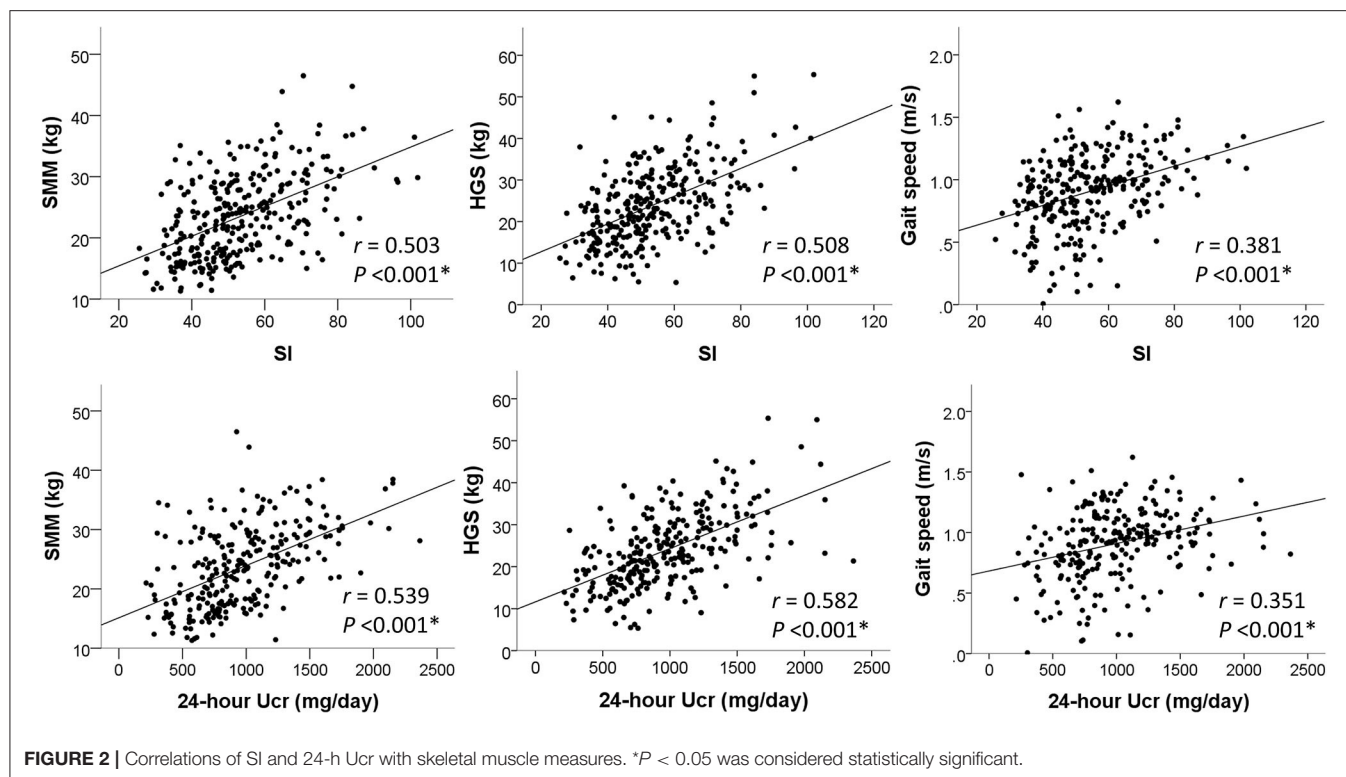 SMM (kg)
50
40
30
20
10
r = 0.503
P <0.001*
20 40 60 80 100
SI
HGS (kg)
60
50
40
30
20
10
0
r = 0.508
P <0.001*
20 40 60 80 100 120
SI
Gait speed (m/s)
2.0
1.5
1.0
.5
.0
r = 0.381
P <0.001*
20 40 60 80 100 120
SI
SMM (kg)
50
40
30
20
10
r = 0.539
P <0.001*
0 500 1000 1500 2000 2500
24-hour Ucr (mg/day)
HGS (kg)
60
50
40
30
20
10
0
r = 0.582
P <0.001*
0 500 1000 1500 2000 2500
24-hour Ucr (mg/day)
Gait speed (m/s)
2.0
1.5
1.0
.5
.0
r = 0.351
P <0.001*
0 500 1000 1500 2000 2500
24-hour Ucr (mg/day)
FIGURE 2 | Correlations of SI and 24-h Ucr with skeletal muscle measures. *P < 0.05 was considered statistically significant.